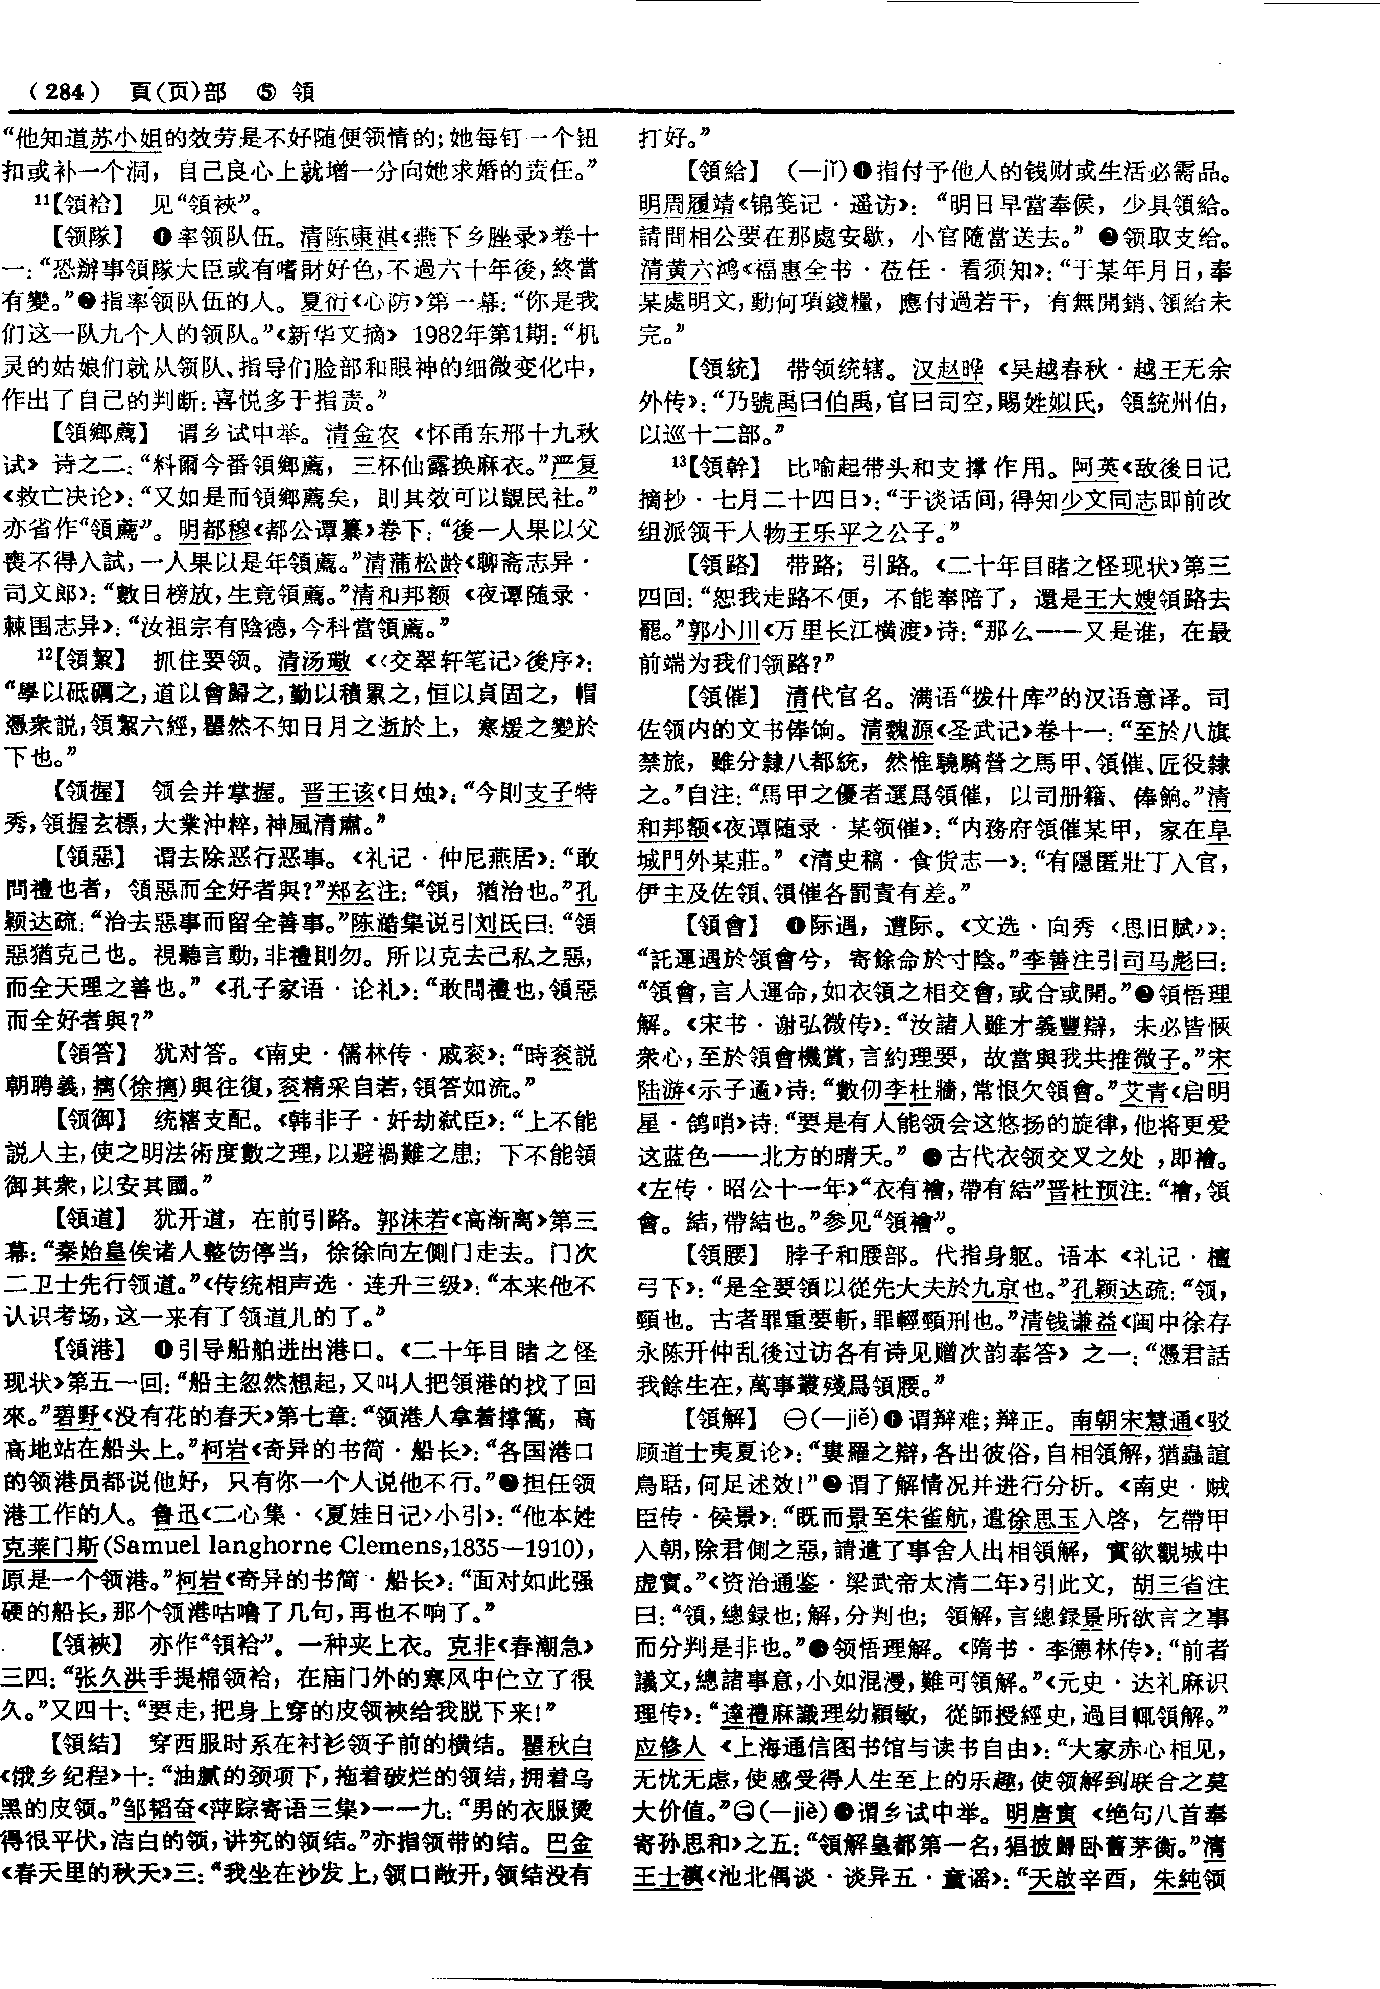 （284） 頁(页)部 ⑤ 領
“他知道苏小姐的效劳是不好随便领情的；她每钉一个钮
扣或补一个洞，自己良心上就增一分向她求婚的责任。”
11【領袷】 见“領裌”。
【领隊】 ❶率领队伍。清陈康祺《燕下乡脞录》卷十
一：“恐辦事領隊大臣或有嗜財好色，不過六十年後，終當
有變。”❷指率领队伍的人。夏衍《心防》第一幕：“你是我
们这一队九个人的领队。”《新华文摘》1982年第1期：“机
灵的姑娘们就从领队、指导们脸部和眼神的细微变化中，
作出了自己的判断：喜悦多于指责。”
【領鄉薦】 谓乡试中举。清金农《怀甬东邢十九秋
试》诗之二：“料爾今番領鄉薦，三杯仙露换麻衣。”严复
《救亡决论》：“又如是而領鄉薦矣，則其效可以覬民社。”
亦省作“領薦”。明都穆《都公谭纂》卷下：“後一人果以父
喪不得入試，一人果以是年領薦。”清蒲松龄《聊斋志异·
司文郎》：“數日榜放，生竟領薦。”清和邦额《夜谭随录·
棘围志异》：“汝祖宗有陰德，今科當領薦。”
12【領絜】 抓住要领。清汤璥《〈交翠轩笔记〉後序》：
“學以砥礪之，道以會歸之，勤以積累之，恒以貞固之，帽
憑衆説，領絜六經，瞿然不知日月之逝於上，寒煖之變於
下也。”
【領握】 领会并掌握。晋王该《日烛》：“今則支子特
秀，領握玄標，大業沖粹，神風清肅。”
【領惡】 谓去除恶行恶事。《礼记·仲尼燕居》：“敢
問禮也者，領惡而全好者與？”郑玄注：“領，猶治也。”孔
颖达疏：“治去惡事而留全善事。”陈澔集说引刘氏曰：“領
惡猶克己也。視聽言動，非禮則勿。所以克去己私之惡，
而全天理之善也。”《孔子家语·论礼》：“敢問禮也，領惡
而全好者與？”
【領答】 犹对答。《南史·儒林传·戚衮》：“時衮説
朝聘義，摛(徐摛)與往復，衮精采自若，領答如流。”
【領御】 统辖支配。《韩非子·奸劫弑臣》：“上不能
説人主，使之明法術度數之理，以避禍難之患；下不能領
御其衆，以安其國。”
【領道】 犹开道，在前引路。郭沫若《高渐离》第三
幕：“秦始皇俟诸人整饬停当，徐徐向左侧门走去。门次
二卫士先行领道。”《传统相声选·连升三级》：“本来他不
认识考场，这一来有了领道儿的了。”
【領港】 ❶引导船舶进出港口。《二十年目睹之怪
现状》第五一回：“船主忽然想起，又叫人把領港的找了回
來。”碧野《没有花的春天》第七章：“领港人拿着撑篙，高
高地站在船头上。”柯岩《奇异的书简·船长》：“各国港口
的领港员都说他好，只有你一个人说他不行。”❷担任领
港工作的人。鲁迅《二心集·〈夏娃日记〉小引》：“他本姓
克莱门斯(Samuel langhorne Clemens,1835—1910)，
原是一个领港。”柯岩《奇异的书简·船长》：“面对如此强
硬的船长，那个领港咕噜了几句，再也不响了。”
【領裌】 亦作“領袷”。一种夹上衣。克非《春潮急》
三四：“张久洪手提棉领袷，在庙门外的寒风中伫立了很
久。”又四十：“要走，把身上穿的皮领裌给我脱下来！”
【領結】 穿西服时系在衬衫领子前的横结。瞿秋白
《饿乡纪程》十：“油腻的颈项下，拖着破烂的领结，拥着乌
黑的皮领。”邹韬奋《萍踪寄语三集》一一九：“男的衣服烫
得很平伏，洁白的领，讲究的领结。”亦指领带的结。巴金
《春天里的秋天》三：“我坐在沙发上，领口敞开，领结没有
打好。”
【領給】 （—jǐ）❶指付予他人的钱财或生活必需品。
明周履靖《锦笺记·遥访》：“明日早當奉侯，少具領給。
請問相公要在那處安歇，小官隨當送去。”❷领取支给。
清黄六鸿《福惠全书·莅任·看须知》：“于某年月日，奉
某處明文，動何項錢糧，應付過若干，有無開銷、領給未
完。”
【領統】 带领统辖。汉赵晔《吴越春秋·越王无余
外传》：“乃號禹曰伯禹，官曰司空，賜姓姒氏，領統州伯，
以巡十二部。”
13【領幹】 比喻起带头和支撑作用。阿英《敌後日记
摘抄·七月二十四日》：“于谈话间，得知少文同志即前改
组派领干人物王乐平之公子。”
【領路】 带路；引路。《二十年目睹之怪现状》第三
四回：“恕我走路不便，不能奉陪了，還是王大嫂領路去
罷。”郭小川《万里长江横渡》诗：“那么——又是谁，在最
前端为我们领路？”
【領催】 清代官名。满语“拨什库”的汉语意译。司
佐领内的文书俸饷。清魏源《圣武记》卷十一：“至於八旗
禁旅，雖分隸八都統，然惟驍騎營之馬甲、領催、匠役隸
之。”自注：“馬甲之優者選爲領催，以司册籍、俸餉。”清
和邦额《夜谭随录·某领催》：“内務府領催某甲，家在阜
城門外某莊。”《清史稿·食货志一》：“有隱匿壯丁入官，
伊主及佐領、領催各罰責有差。”
【領會】 ❶际遇，遭际。《文选·向秀〈思旧赋〉》：
“託運遇於領會兮，寄餘命於寸陰。”李善注引司马彪曰：
“領會，言人運命，如衣領之相交會，或合或開。”❷领悟理
解。《宋书·谢弘微传》：“汝諸人雖才義豐辯，未必皆愜
衆心，至於領會機賞，言約理要，故當與我共推微子。”宋
陆游《示子遹》诗：“數仞李杜牆，常恨欠領會。”艾青《启明
星·鸽哨》诗：“要是有人能领会这悠扬的旋律，他将更爱
这蓝色——北方的晴天。”❸古代衣领交叉之处，即襘。
《左传·昭公十一年》“衣有襘，帶有結”晋杜预注：“襘，領
會。結，帶結也。”参见“領襘”。
【領腰】 脖子和腰部。代指身躯。语本《礼记·檀
弓下》：“是全要領以從先大夫於九京也。”孔颖达疏：“领，
頸也。古者罪重要斬，罪輕頸刑也。”清钱谦益《闽中徐存
永陈开仲乱後过访各有诗见赠次韵奉答》之一：“憑君話
我餘生在，萬事叢殘爲領腰。”
【領解】 ㊀(—jiě)❶谓辩难；辩正。南朝宋慧通《驳
顾道士夷夏论》：“婁羅之辯，各出彼俗，自相領解，猶蟲諠
鳥聒，何足述效！”❷谓了解情况并进行分析。《南史·贼
臣传·侯景》：“既而景至朱雀航，遣徐思玉入啓，乞帶甲
入朝，除君側之惡，請遣了事舍人出相領解，實欲觀城中
虚實。”《资治通鉴·梁武帝太清二年》引此文，胡三省注
曰：“領，總録也；解，分判也；領解，言總録景所欲言之事
而分判是非也。”❸领悟理解。《隋书·李德林传》：“前者
議文，總諸事意，小如混漫，難可領解。”《元史·达礼麻识
理传》：“達禮麻識理幼穎敏，從師授經史，過目輒領解。”
应修人《上海通信图书馆与读书自由》：“大家赤心相见，
无忧无虑，使感受得人生至上的乐趣，使领解到联合之莫
大价值。”㊁(—jiè)❶谓乡试中举。明唐寅《绝句八首奉
寄孙思和》之五：“領解皇都第一名，猖披歸卧舊茅衡。”清
王士禛《池北偶谈·谈异五·童谣》：“天啟辛酉，朱純领